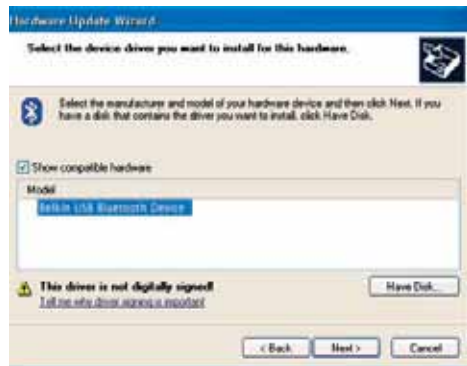 Hardware Update Wizard
Select the device driver you want to install for this hardware.
Select the manufacturer and model of your hardware device and then click Next. If you
have a disk that contains the driver you want to install, click Have Disk.
Show compatible hardware
Model
Belkin USB Bluetooth Device
This driver is not digitally signed!
Tell me why driver signing is important
Have Disk...
< Back
Next >
Cancel